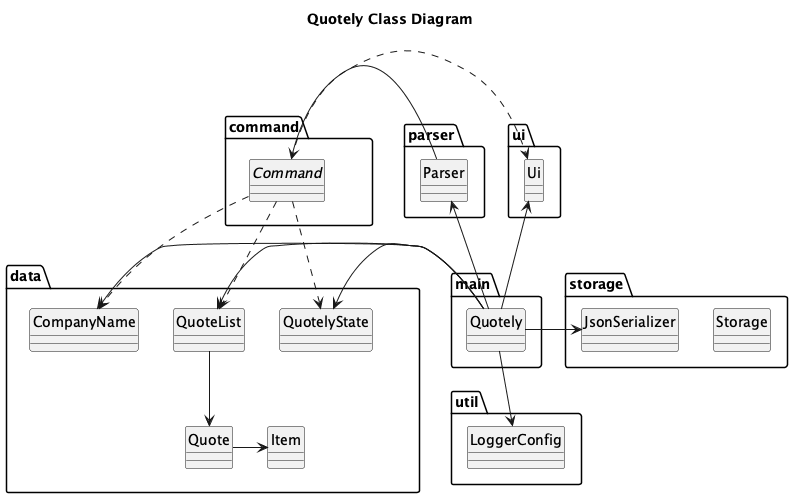 Quotely Class Diagram
command
parser
ui
Command
Parser
Ui
data
main
storage
CompanyName
QuoteList
QuotelyState
Quotely
JsonSerializer
Storage
util
Quote
Item
LoggerConfig